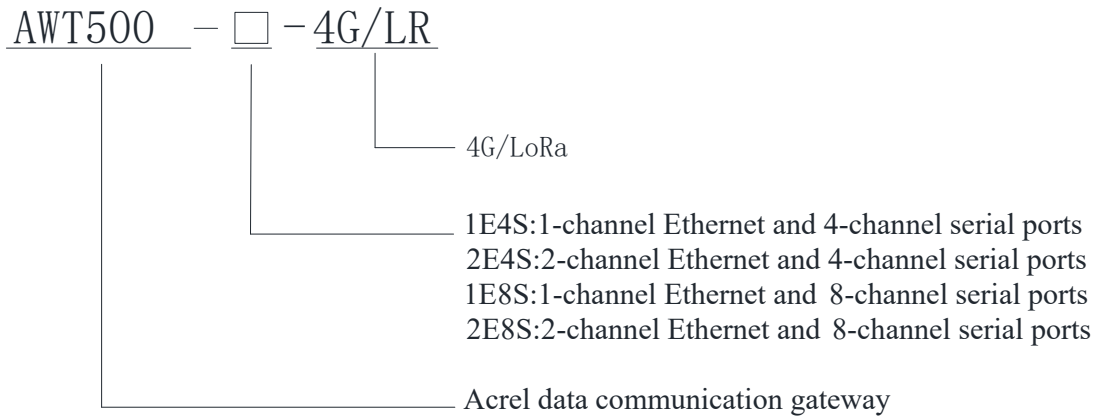 AWT500 - □ - 4G/LR
4G/LoRa
1E4S:1-channel Ethernet and 4-channel serial ports
2E4S:2-channel Ethernet and 4-channel serial ports
1E8S:1-channel Ethernet and 8-channel serial ports
2E8S:2-channel Ethernet and 8-channel serial ports
Acrel data communication gateway